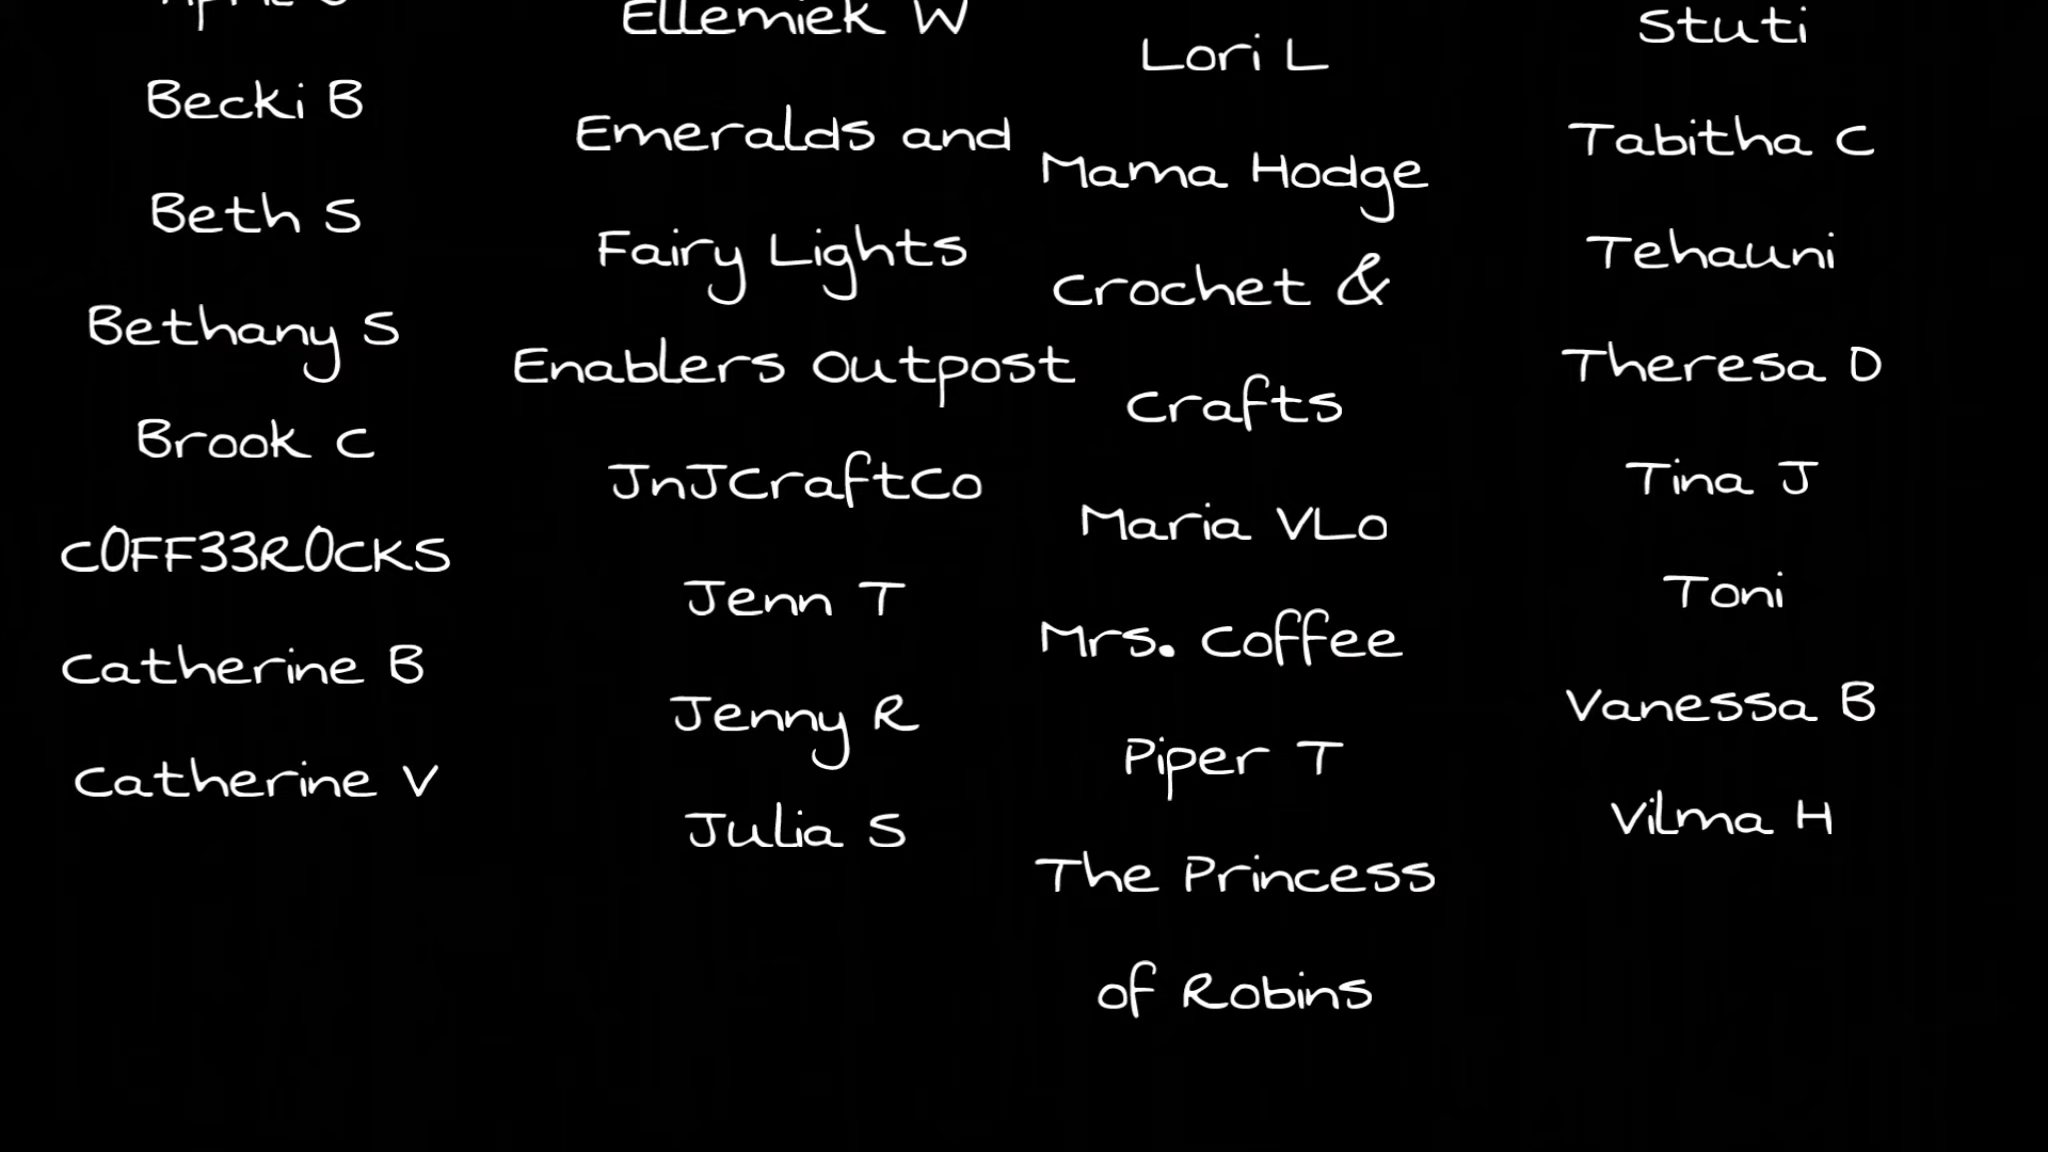 Becki B
Beth S
Bethany S
Brook C
C0FF33R0CKS
Catherine B
Catherine V
Ellemiek W
Emeralds and
Fairy Lights
Enablers Outpost
JnJCraftCo
Jenn T
Jenny R
Julia S
Lori L
Mama Hodge
Crochet &
Crafts
Maria VLo
Mrs. Coffee
Piper T
The Princess
of Robins
Stuti
Tabitha C
Tehauni
Theresa D
Tina J
Toni
Vanessa B
Vilma H